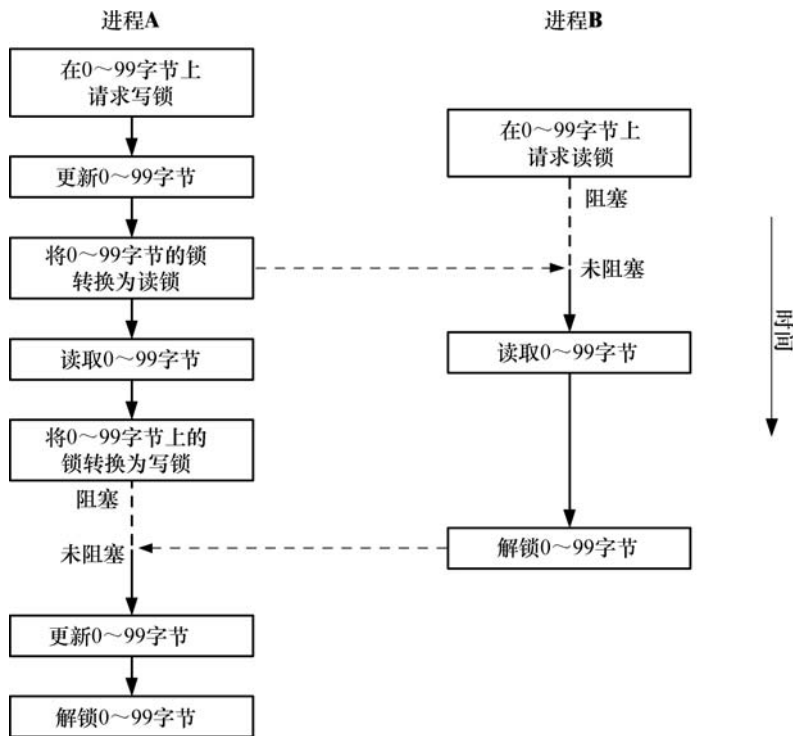 进程A
在0～99字节上
请求写锁
更新0～99字节
将0～99字节的锁
转换为读锁
读取0～99字节
将0～99字节上的
锁转换为写锁
阻塞
未阻塞
更新0～99字节
解锁0～99字节
进程B
在0～99字节上
请求读锁
阻塞
未阻塞
读取0～99字节
解锁0～99字节
时间